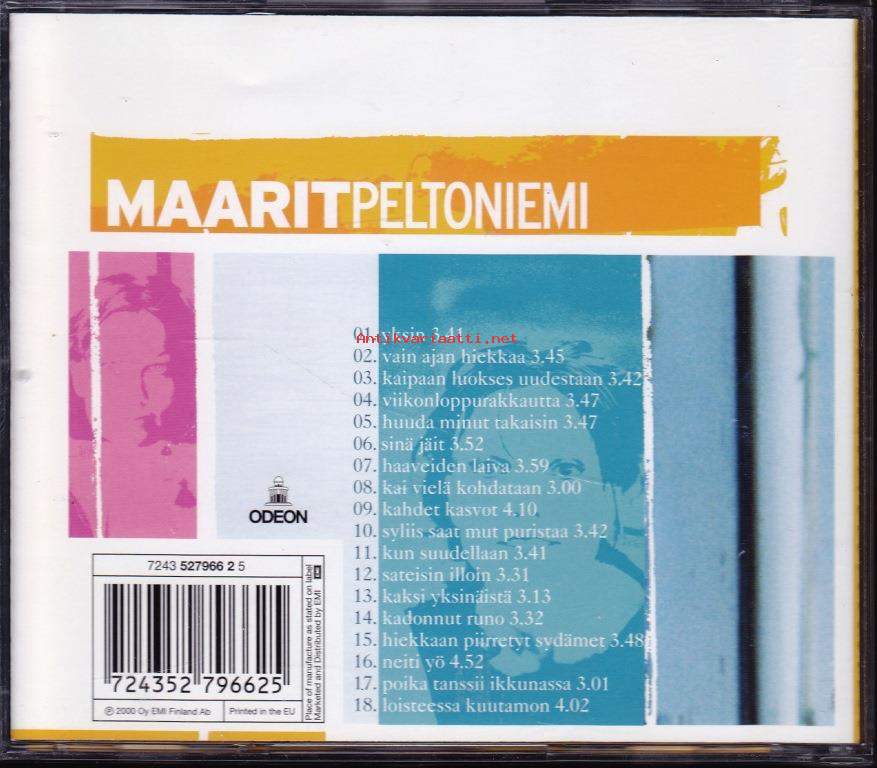 MAARITPELTONIEMI
01. yksin 3.41
Antikvariaatti.net
02. vain ajan hiekkaa 3.45
03. kaipaan luokses uudestaan 3.42
04. viikonloppurakkautta 3.47
05. huuda minut takaisin 3.47
06. sinä jäit 3.52
07. haaveiden laiva 3.59
08. kai vielä kohdataan 3.00
09. kahdet kasvot 4.10
10. syliis saat mut puristaa 3.42
11. kun suudellaan 3.41
12. sateisin illoin 3.31
13. kaksi yksinäistä 3.13
14. kadonnut runo 3.32
15. hiekkaan piirretyt sydämet 3.48
16. neiti yö 4.52
17. poika tanssii ikkunassa 3.01
18. loisteessa kuutamon 4.02
ODEON
7243 527966 2 5
724352 796625
℗ 2000 Oy EMI Finland Ab
Printed in the EU
Place of manufacture as stated on label
Marketed and Distributed by EMI